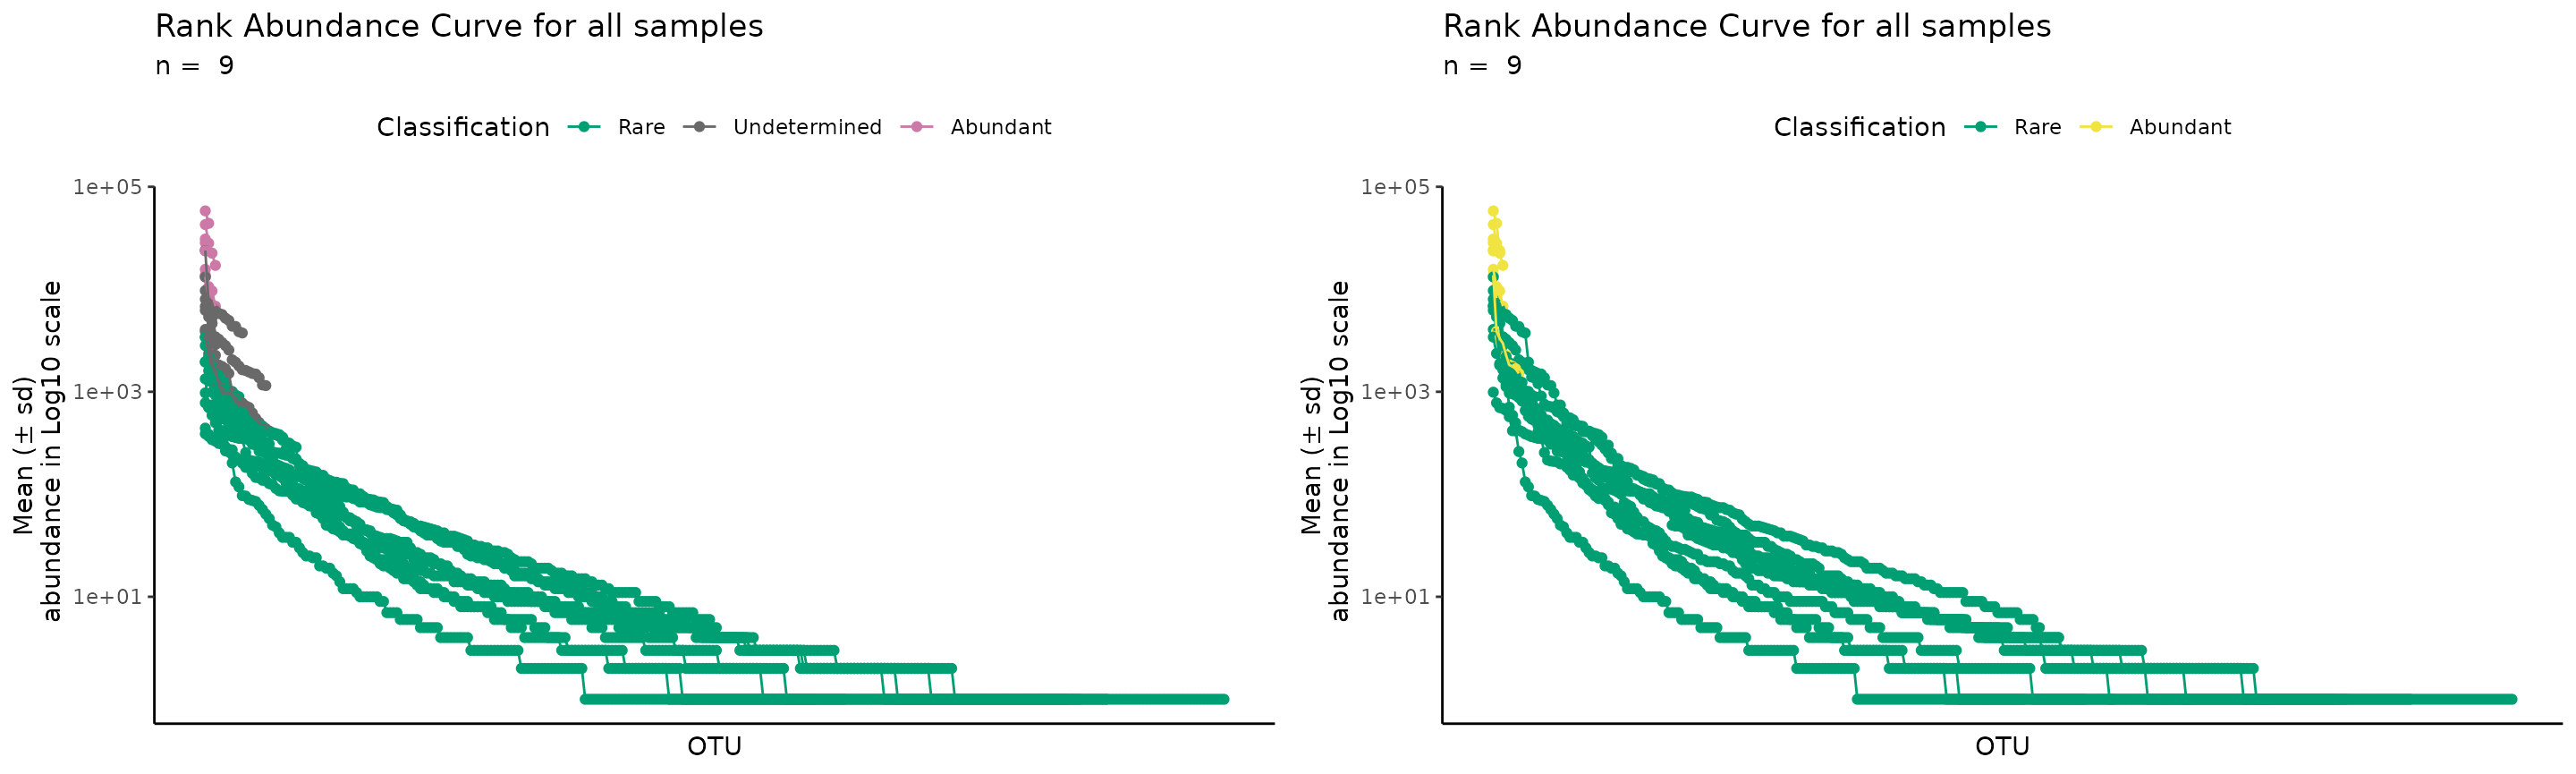 Rank Abundance Curve for all samples
n = 9
Classification Rare Undetermined Abundant
1e+05
1e+03
1e+01
Mean (± sd)
abundance in Log10 scale
OTU
Rank Abundance Curve for all samples
n = 9
Classification Rare Abundant
1e+05
1e+03
1e+01
Mean (± sd)
abundance in Log10 scale
OTU